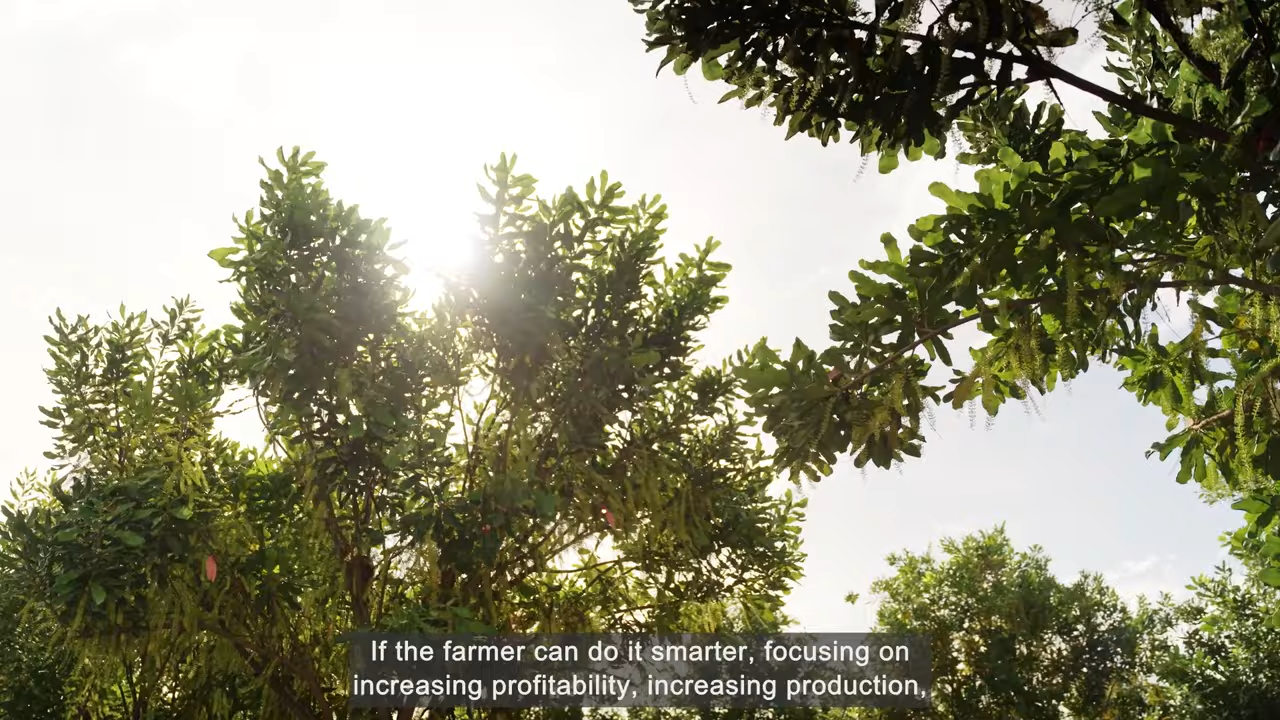 If the farmer can do it smarter, focusing on
increasing profitability, increasing production,